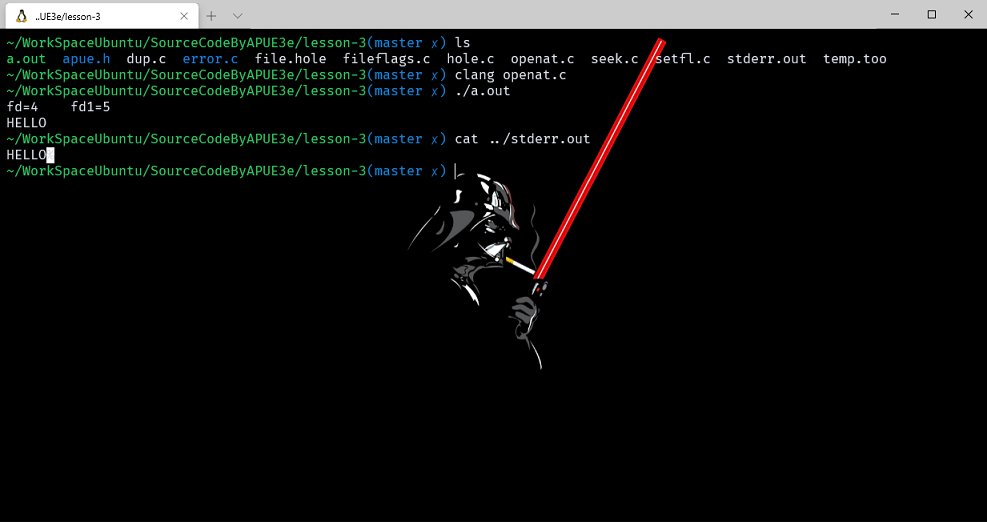 ..UE3e/lesson-3
~/WorkSpaceUbuntu/SourceCodeByAPUE3e/lesson-3(master x) ls
a.out apue.h dup.c error.c file.hole fileflags.c hole.c openat.c seek.c setfl.c stderr.out temp.too
~/WorkSpaceUbuntu/SourceCodeByAPUE3e/lesson-3(master x) clang openat.c
~/WorkSpaceUbuntu/SourceCodeByAPUE3e/lesson-3(master x) ./a.out
fd=4 fd1=5
HELLO
~/WorkSpaceUbuntu/SourceCodeByAPUE3e/lesson-3(master x) cat ../stderr.out
HELLO
~/WorkSpaceUbuntu/SourceCodeByAPUE3e/lesson-3(master x)